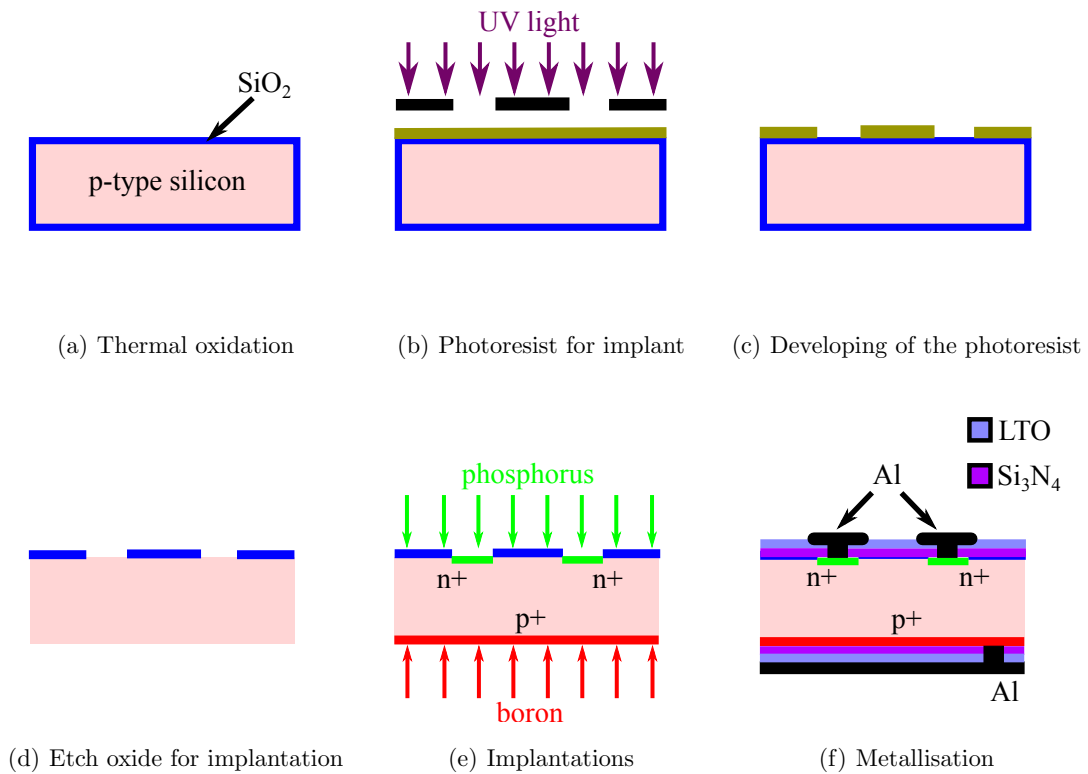 UV light
SiO₂
p-type silicon
(a) Thermal oxidation
(b) Photoresist for implant
(c) Developing of the photoresist
LTO
Si₃N₄
phosphorus
Al
n+ n+
n+ n+
p+
p+
Al
boron
(d) Etch oxide for implantation
(e) Implantations
(f) Metallisation